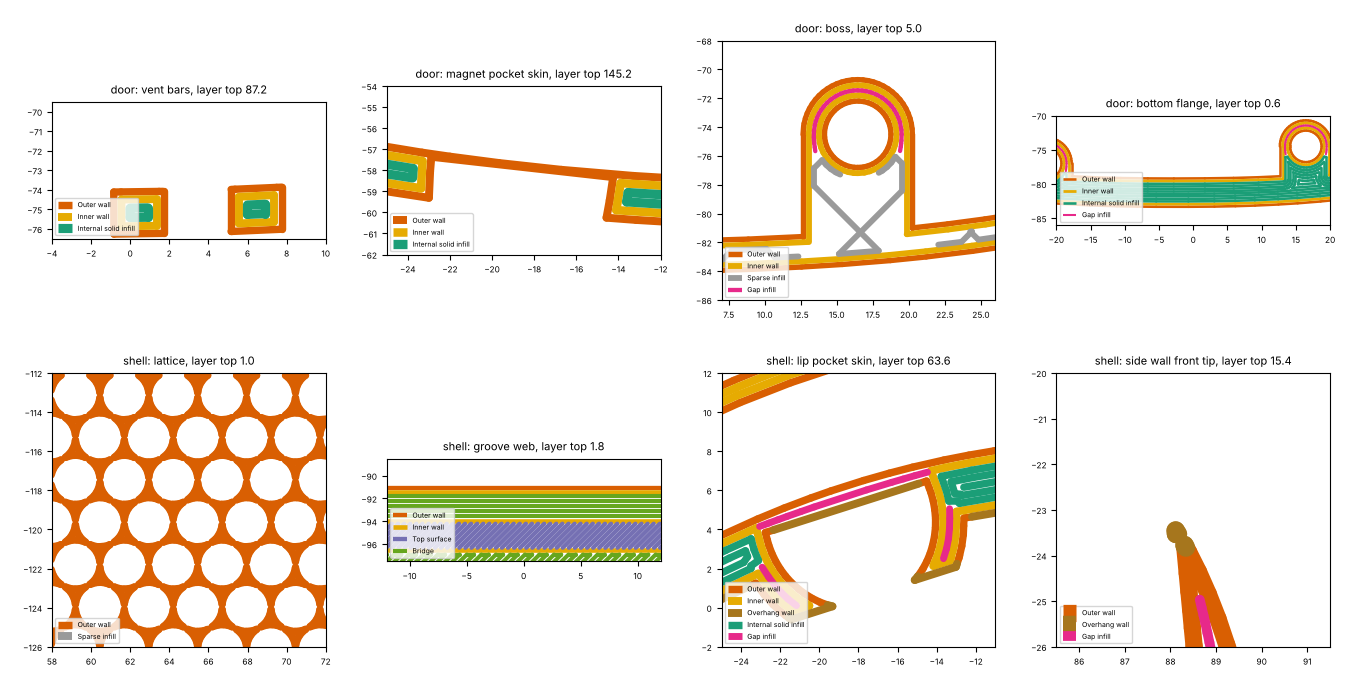 door: vent bars, layer top 87.2
−70
−71
−72
−73
−74
−75
−76
Outer wall
Inner wall
Internal solid infill
−4 −2 0 2 4 6 8 10
door: magnet pocket skin, layer top 145.2
−54
−55
−56
−57
−58
−59
−60
−61
−62
Outer wall
Inner wall
Internal solid infill
−24 −22 −20 −18 −16 −14 −12
door: boss, layer top 5.0
−68
−70
−72
−74
−76
−78
−80
−82
−84
−86
Outer wall
Inner wall
Sparse infill
Gap infill
7.5 10.0 12.5 15.0 17.5 20.0 22.5 25.0
door: bottom flange, layer top 0.6
−70
−75
−80
−85
Outer wall
Inner wall
Internal solid infill
Gap infill
−20 −15 −10 −5 0 5 10 15 20
shell: lattice, layer top 1.0
−112
−114
−116
−118
−120
−122
−124
−126
Outer wall
Sparse infill
58 60 62 64 66 68 70 72
shell: groove web, layer top 1.8
−90
−92
−94
−96
Outer wall
Inner wall
Top surface
Bridge
−10 −5 0 5 10
shell: lip pocket skin, layer top 63.6
12
10
8
6
4
2
0
−2
Outer wall
Inner wall
Overhang wall
Internal solid infill
Gap infill
−24 −22 −20 −18 −16 −14 −12
shell: side wall front tip, layer top 15.4
−20
−21
−22
−23
−24
−25
−26
Outer wall
Overhang wall
Gap infill
86 87 88 89 90 91